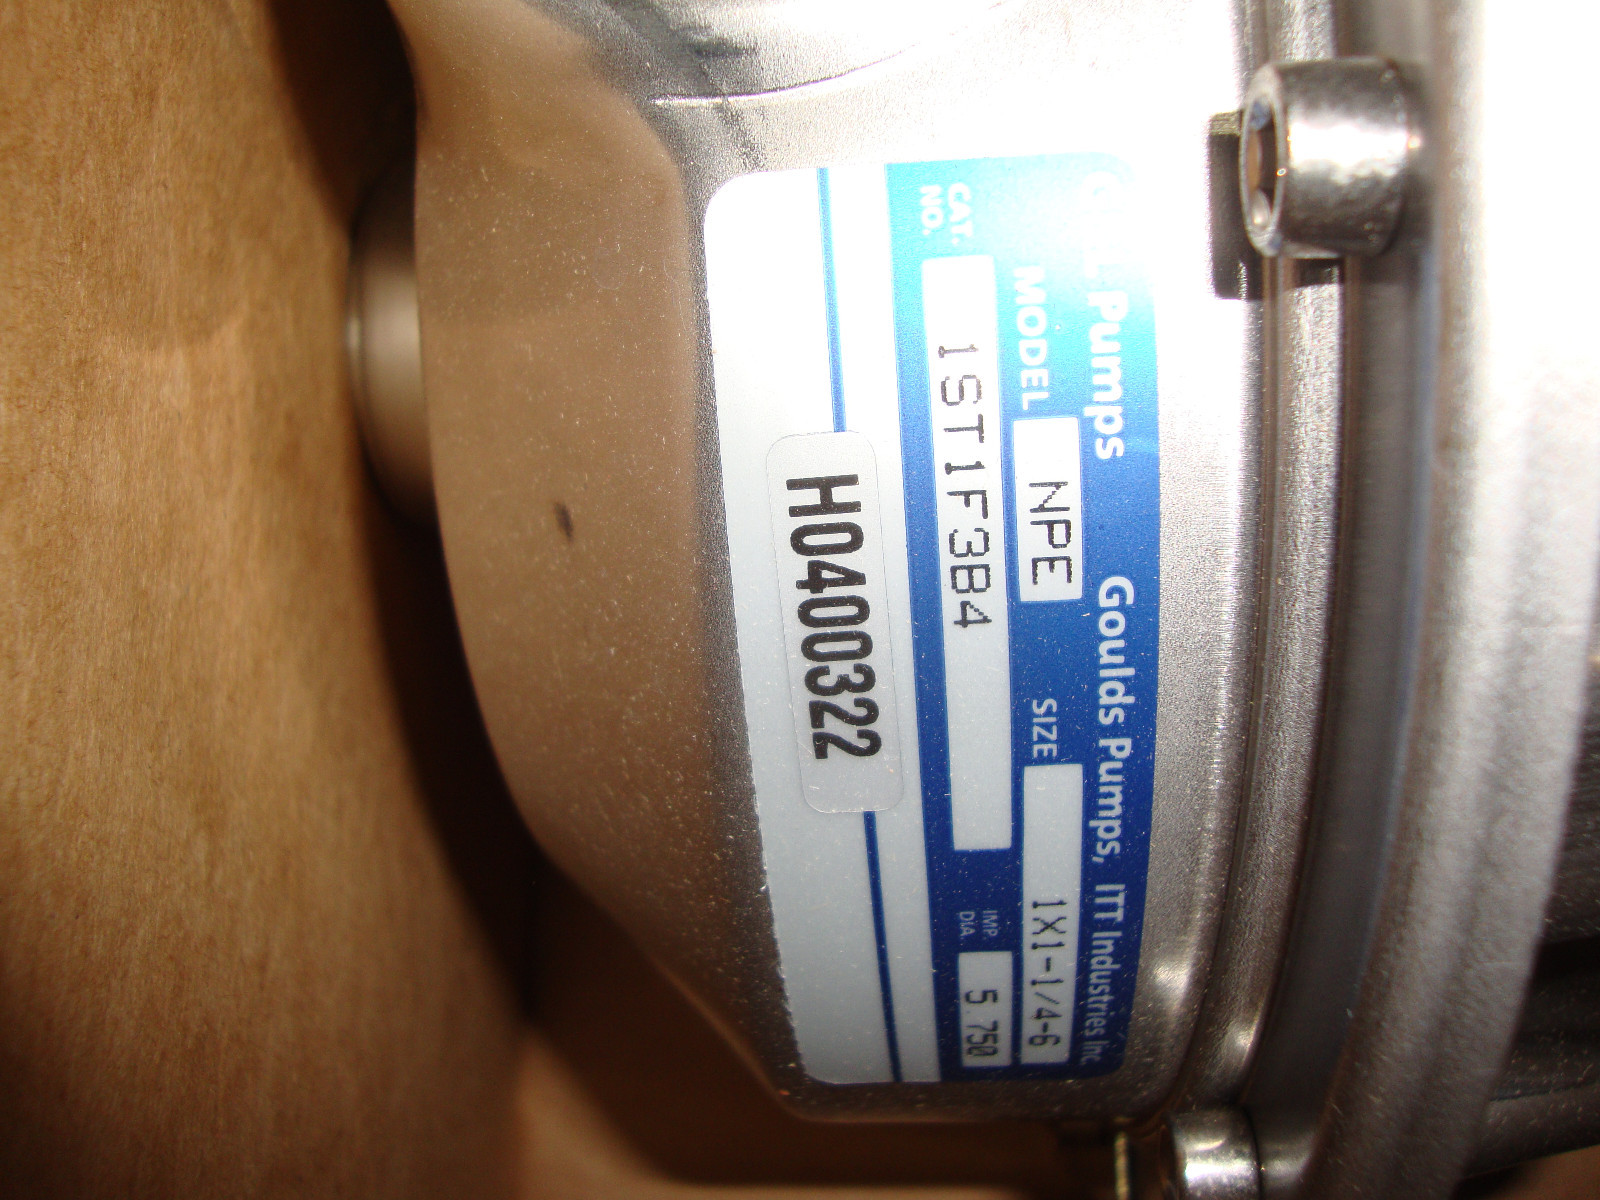 G&L Pumps Goulds Pumps, ITT Industries Inc.
MODEL NPE SIZE 1X1-1/4-6
CAT. NO. 1ST1F3B4 IMP. DIA. 5.750
H0400322